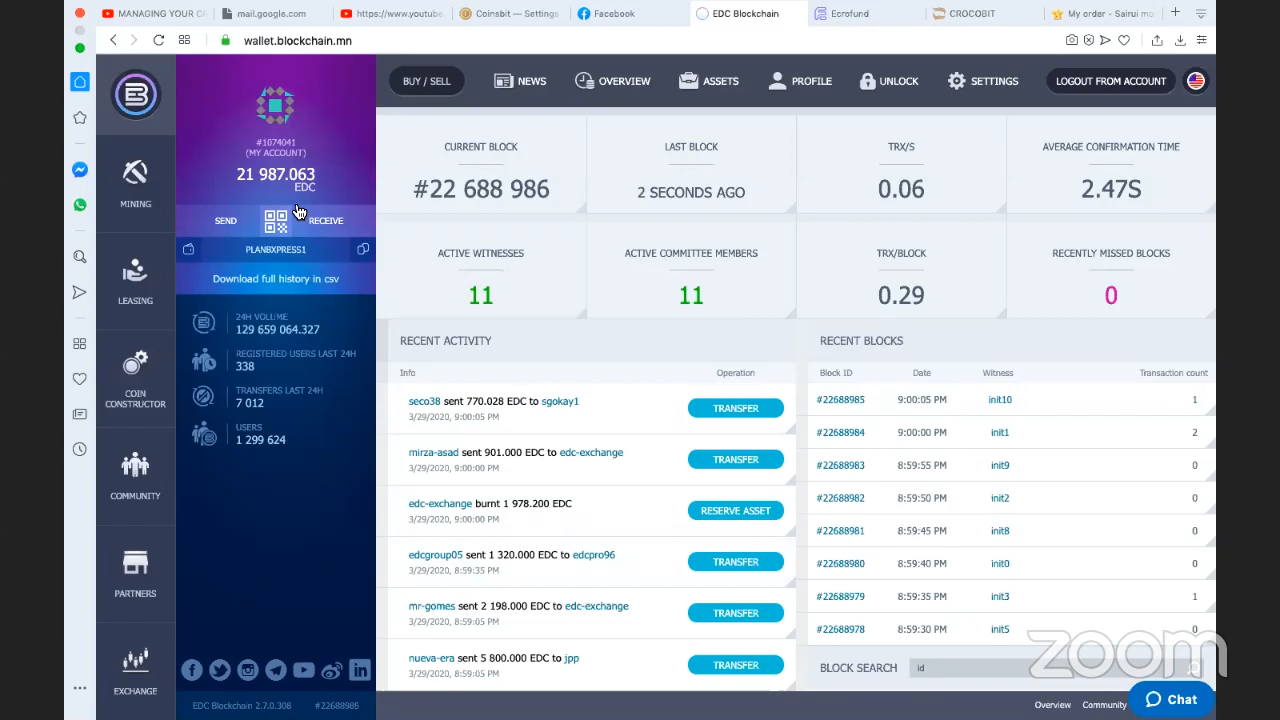 MANAGING YOUR C
mail.google.com
https://www.youtube
Coinsbit — Settings
Facebook
EDC Blockchain
Ecrofund
CROCOBIT
My order - Sairui mo
wallet.blockchain.mn
BUY / SELL
NEWS
OVERVIEW
ASSETS
PROFILE
UNLOCK
SETTINGS
LOGOUT FROM ACCOUNT
MINING
LEASING
COIN
CONSTRUCTOR
COMMUNITY
PARTNERS
EXCHANGE
#1074041
(MY ACCOUNT)
21 987.063
EDC
SEND
RECEIVE
PLANBXPRESS1
Download full history in csv
24H VOLUME
129 659 064.327
REGISTERED USERS LAST 24H
338
TRANSFERS LAST 24H
7 012
USERS
1 299 624
EDC Blockchain 2.7.0.308 #22688985
CURRENT BLOCK
#22 688 986
LAST BLOCK
2 SECONDS AGO
TRX/S
0.06
AVERAGE CONFIRMATION TIME
2.47S
ACTIVE WITNESSES
11
ACTIVE COMMITTEE MEMBERS
11
TRX/BLOCK
0.29
RECENTLY MISSED BLOCKS
0
RECENT ACTIVITY
Info Operation
seco38 sent 770.028 EDC to sgokay1
3/29/2020, 9:00:05 PM
TRANSFER
mirza-asad sent 901.000 EDC to edc-exchange
3/29/2020, 9:00:00 PM
TRANSFER
edc-exchange burnt 1 978.200 EDC
3/29/2020, 9:00:00 PM
RESERVE ASSET
edcgroup05 sent 1 320.000 EDC to edcpro96
3/29/2020, 8:59:35 PM
TRANSFER
mr-gomes sent 2 198.000 EDC to edc-exchange
3/29/2020, 8:59:05 PM
TRANSFER
nueva-era sent 5 800.000 EDC to jpp
3/29/2020, 8:59:05 PM
TRANSFER
RECENT BLOCKS
Block ID Date Witness Transaction count
#22688985 9:00:05 PM init10 1
#22688984 9:00:00 PM init1 2
#22688983 8:59:55 PM init9 0
#22688982 8:59:50 PM init2 0
#22688981 8:59:45 PM init8 0
#22688980 8:59:40 PM init0 0
#22688979 8:59:35 PM init3 1
#22688978 8:59:30 PM init5 0
BLOCK SEARCH id
zoom
Chat
Overview Community